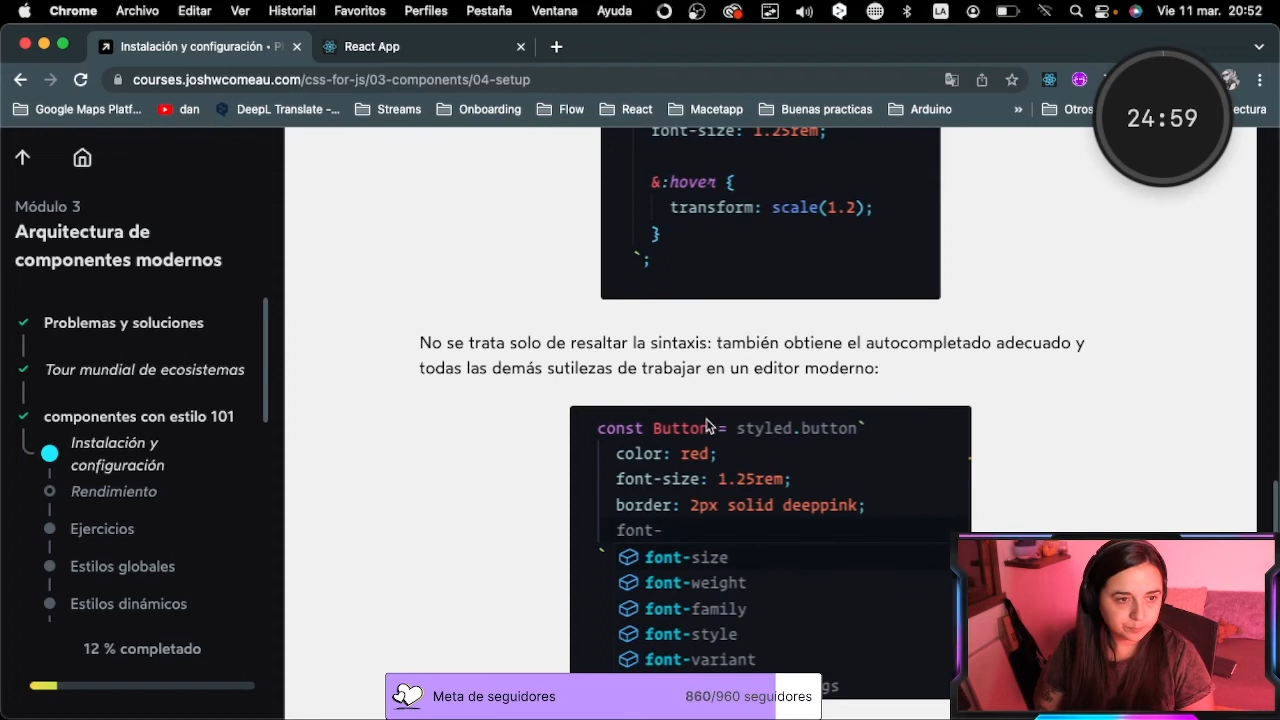 Chrome Archivo Editar Ver Historial Favoritos Perfiles Pestaña Ventana Ayuda LA Vie 11 mar. 20:52
Instalación y configuración • Pl
React App
courses.joshwcomeau.com/css-for-js/03-components/04-setup
Google Maps Platf... dan DeepL Translate -... Streams Onboarding Flow React Macetapp Buenas practicas Arduino » Otros ectura
24:59
Módulo 3
Arquitectura de
componentes modernos
Problemas y soluciones
Tour mundial de ecosistemas
componentes con estilo 101
Instalación y
configuración
Rendimiento
Ejercicios
Estilos globales
Estilos dinámicos
12 % completado
font-size: 1.25rem;
&:hover {
transform: scale(1.2);
}
`;
No se trata solo de resaltar la sintaxis: también obtiene el autocompletado adecuado y
todas las demás sutilezas de trabajar en un editor moderno:
const Button = styled.button`
color: red;
font-size: 1.25rem;
border: 2px solid deeppink;
font-
`
font-size
font-weight
font-family
font-style
font-variant
gs
Meta de seguidores 860/960 seguidores